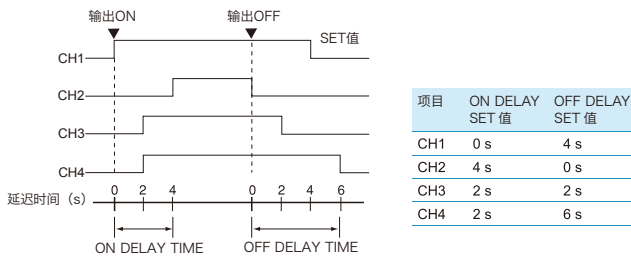 输出ON 输出OFF
SET值
CH1
CH2
CH3
CH4
延迟时间（s） 0 2 4 0 2 4 6
ON DELAY TIME OFF DELAY TIME
项目 ON DELAY SET 值 OFF DELAY SET 值
CH1 0 s 4 s
CH2 4 s 0 s
CH3 2 s 2 s
CH4 2 s 6 s